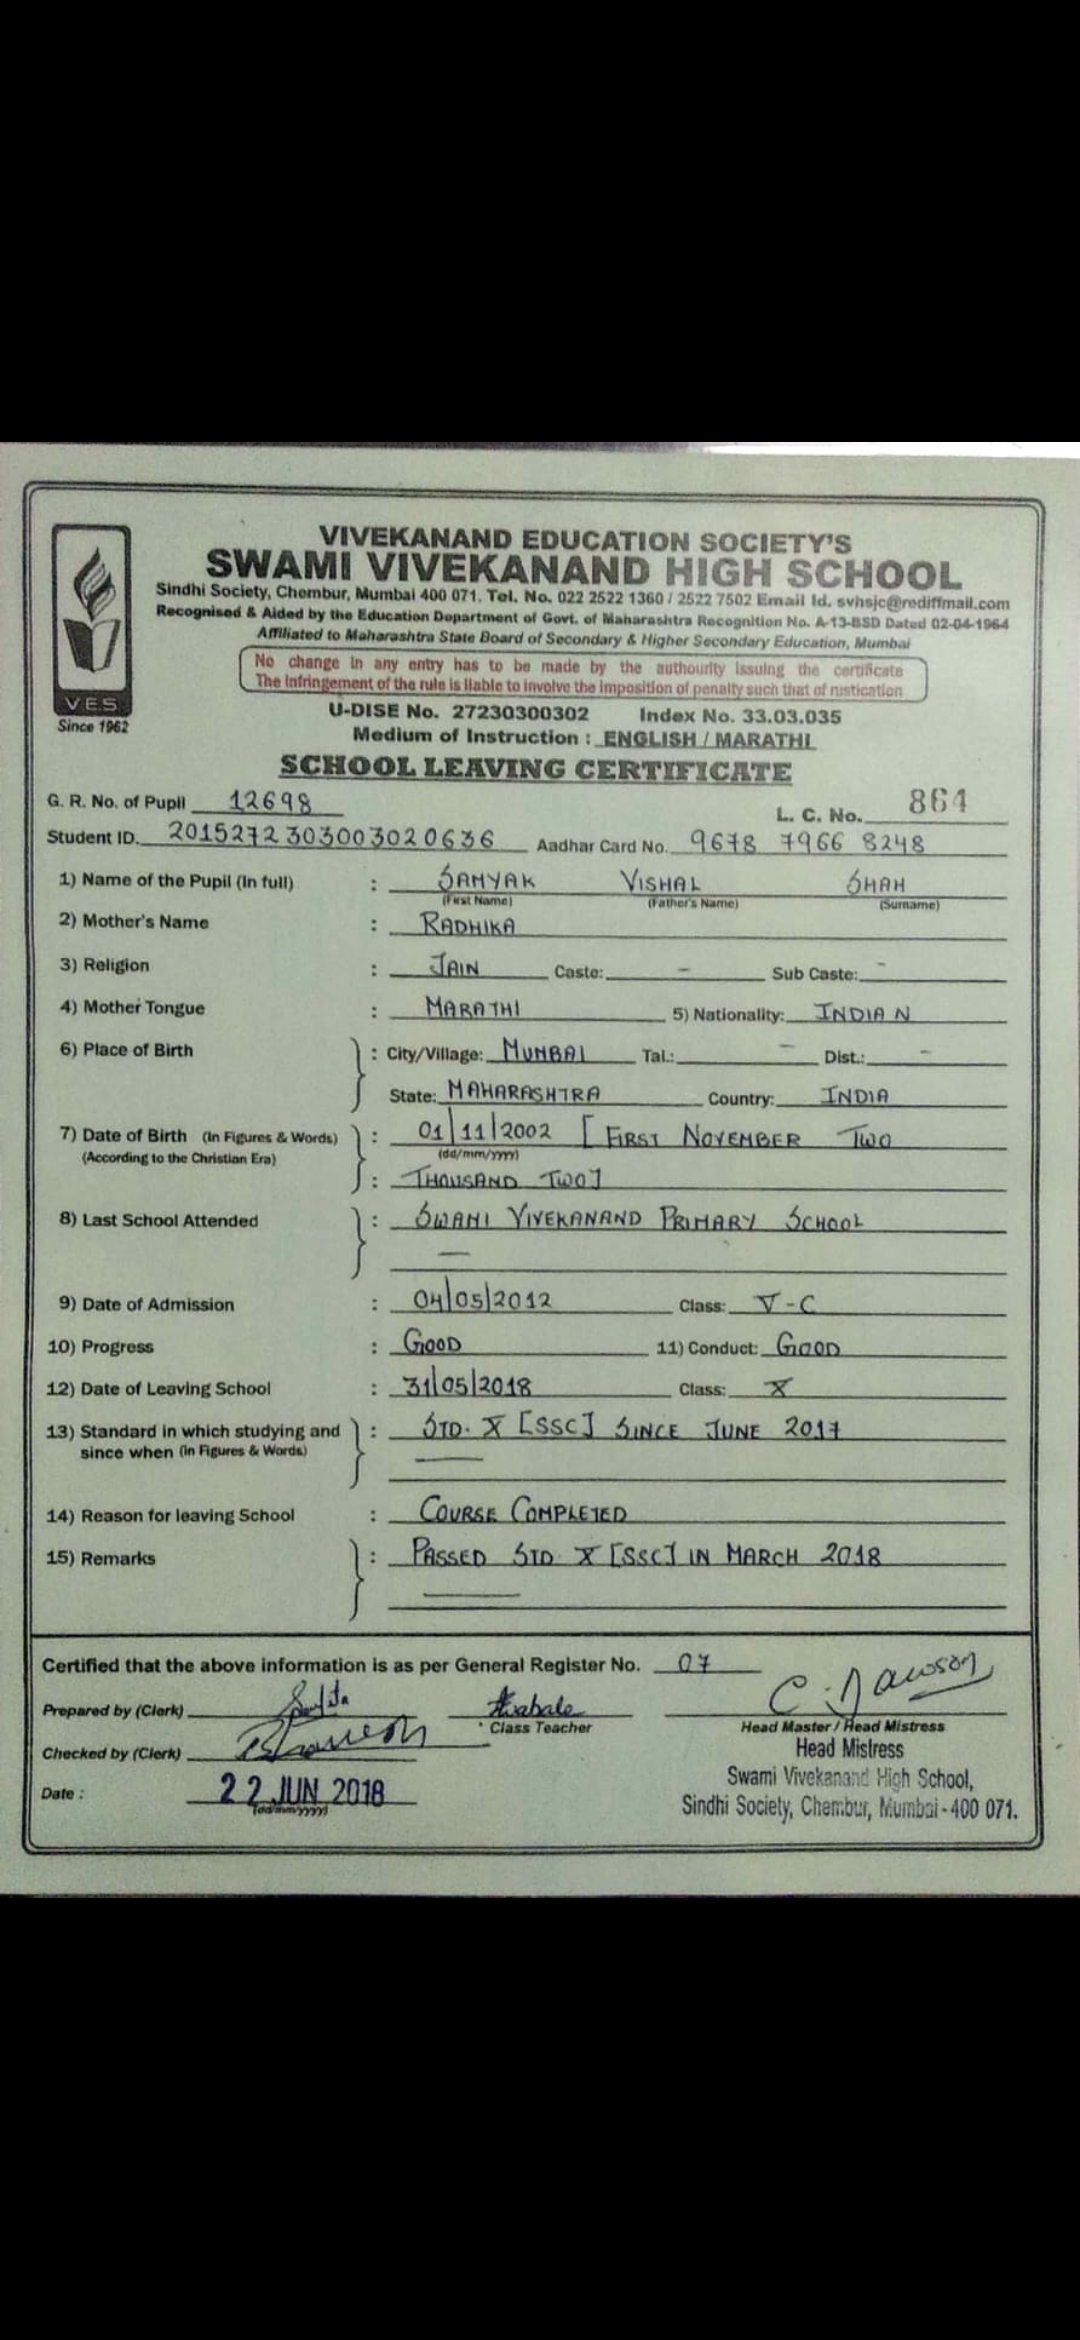 VIVEKANAND EDUCATION SOCIETY'S
SWAMI VIVEKANAND HIGH SCHOOL
Sindhi Society, Chembur, Mumbai 400 071. Tel. No. 022 2522 1360 / 2522 7502 Email Id. svhsjc@rediffmail.com
Recognised & Aided by the Education Department of Govt. of Maharashtra Recognition No. A-13-BSD Dated 02-04-1964
Affiliated to Maharashtra State Board of Secondary & Higher Secondary Education, Mumbai
No change in any entry has to be made by the authourity issuing the certificate
The infringement of the rule is liable to involve the imposition of penalty such that of rustication
VES
Since 1962
U-DISE No. 27230300302 Index No. 33.03.035
Medium of Instruction : ENGLISH / MARATHI
SCHOOL LEAVING CERTIFICATE
G. R. No. of Pupil 12698 L. C. No. 864
Student ID. 2015272303003020636 Aadhar Card No. 9678 7966 8248
1) Name of the Pupil (In full) : SAMYAK VISHAL SHAH
(First Name) (Father's Name) (Surname)
2) Mother's Name : RADHIKA
3) Religion : JAIN Caste: - Sub Caste: -
4) Mother Tongue : MARATHI 5) Nationality: INDIAN
6) Place of Birth : City/Village: MUMBAI Tal.: - Dist.: -
State: MAHARASHTRA Country: INDIA
7) Date of Birth (In Figures & Words) : 01/11/2002 [FIRST NOVEMBER TWO
(According to the Christian Era) (dd/mm/yyyy)
: THOUSAND TWO]
8) Last School Attended : SWAMI VIVEKANAND PRIMARY SCHOOL
—
9) Date of Admission : 04/05/2012 Class: V-C
10) Progress : GOOD 11) Conduct: GOOD
12) Date of Leaving School : 31/05/2018 Class: X
13) Standard in which studying and : STD. X [SSC] SINCE JUNE 2017
since when (In Figures & Words) —
14) Reason for leaving School : COURSE COMPLETED
15) Remarks : PASSED STD. X [SSC] IN MARCH 2018
—
Certified that the above information is as per General Register No. 07
Prepared by (Clerk)
Class Teacher
C. Dawson
Head Master / Head Mistress
Checked by (Clerk)
Head Mistress
Swami Vivekanand High School,
Sindhi Society, Chembur, Mumbai - 400 071.
Date : 22 JUN 2018
(dd/mm/yyyy)